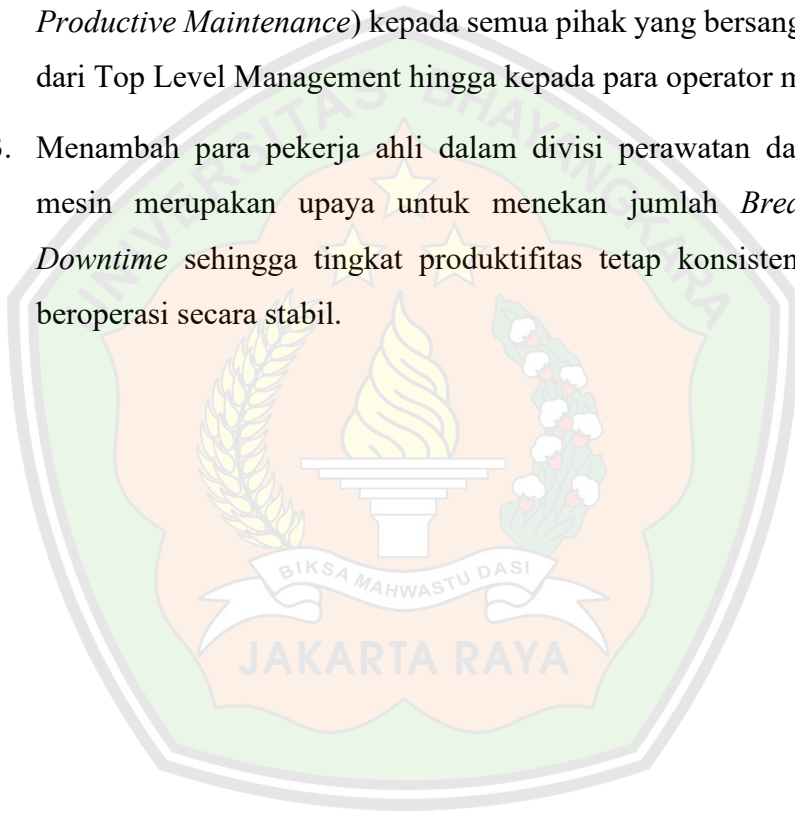 Productive Maintenance) kepada semua pihak yang bersang
dari Top Level Management hingga kepada para operator m
. Menambah para pekerja ahli dalam divisi perawatan da
mesin merupakan upaya untuk menekan jumlah Brea
Downtime sehingga tingkat produktifitas tetap konsisten
beroperasi secara stabil.
UNIVERSITAS BHAYANGKARA
BIKSA MAHWASTU DASI
JAKARTA RAYA